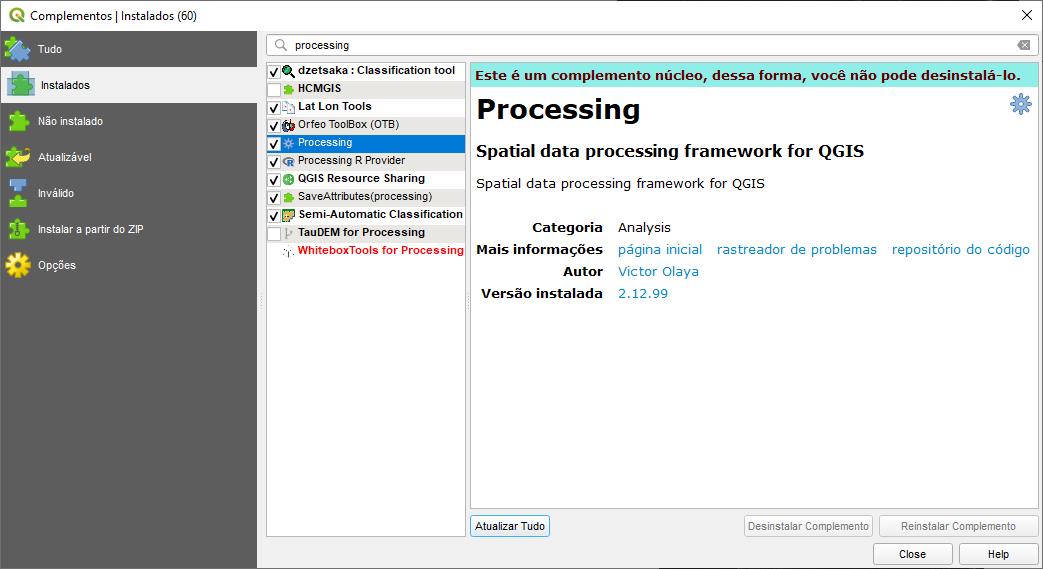 Complementos | Instalados (60)
Tudo
Instalados
Não instalado
Atualizável
Inválido
Instalar a partir do ZIP
Opções
processing
dzetsaka : Classification tool
HCMGIS
Lat Lon Tools
Orfeo ToolBox (OTB)
Processing
Processing R Provider
QGIS Resource Sharing
SaveAttributes(processing)
Semi-Automatic Classification
TauDEM for Processing
WhiteboxTools for Processing
Este é um complemento núcleo, dessa forma, você não pode desinstalá-lo.
Processing
Spatial data processing framework for QGIS
Spatial data processing framework for QGIS
Categoria Analysis
Mais informações página inicial rastreador de problemas repositório do código
Autor Victor Olaya
Versão instalada 2.12.99
Atualizar Tudo
Desinstalar Complemento
Reinstalar Complemento
Close
Help